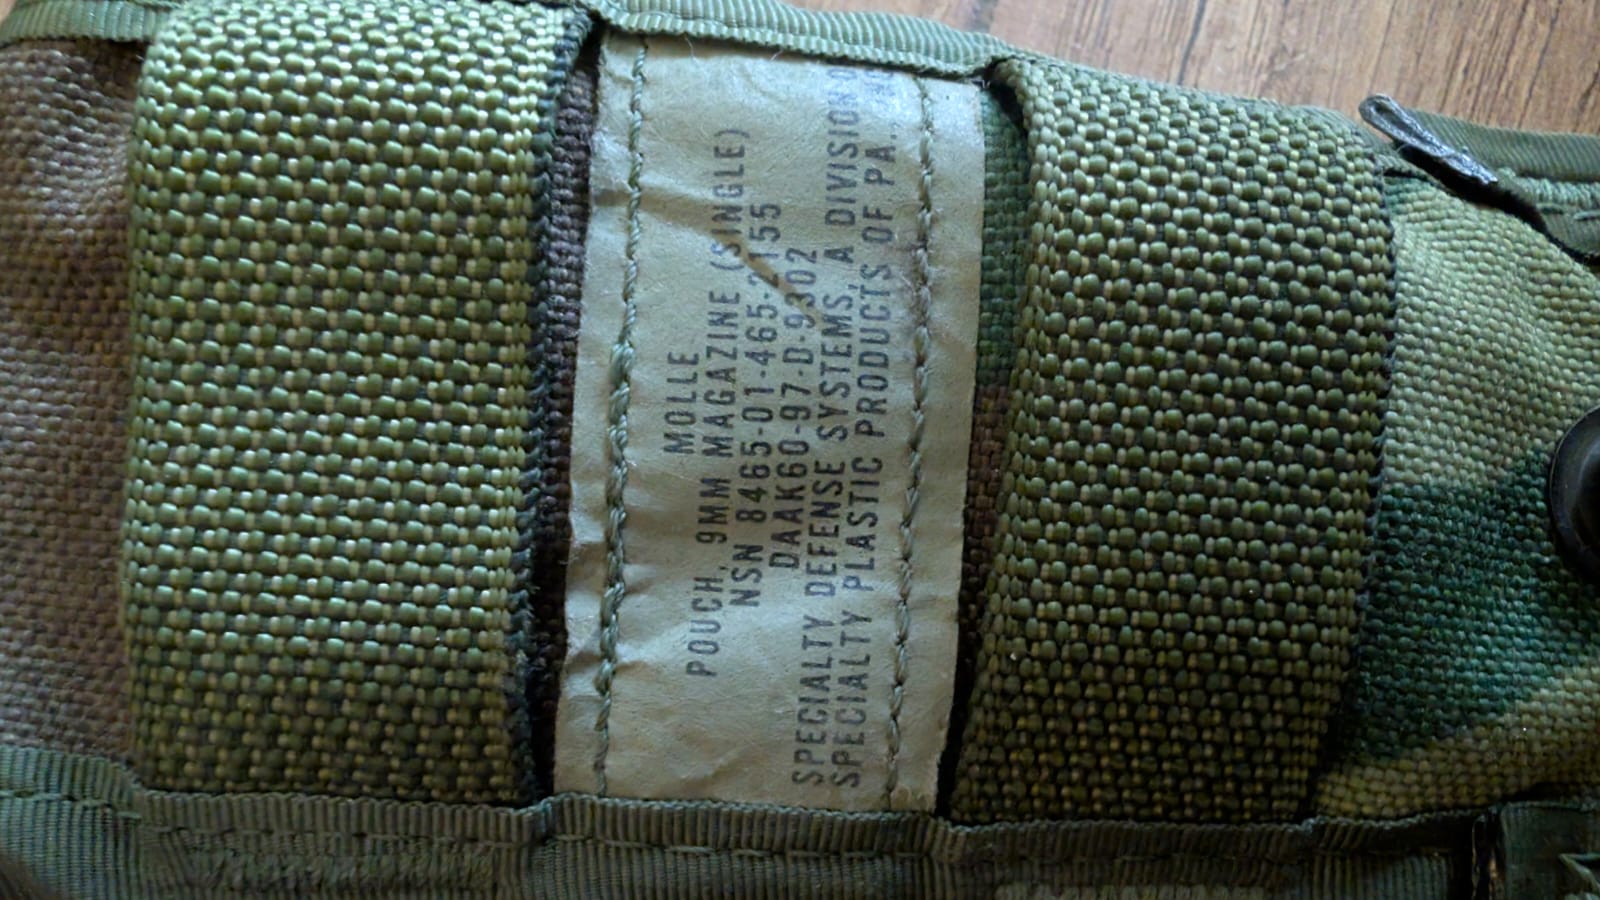 MOLLE
POUCH, 9MM MAGAZINE (SINGLE)
NSN 8465-01-465-2155
DAAK60-97-D-9302
SPECIALTY DEFENSE SYSTEMS, A DIVISION
SPECIALTY PLASTIC PRODUCTS OF PA.,